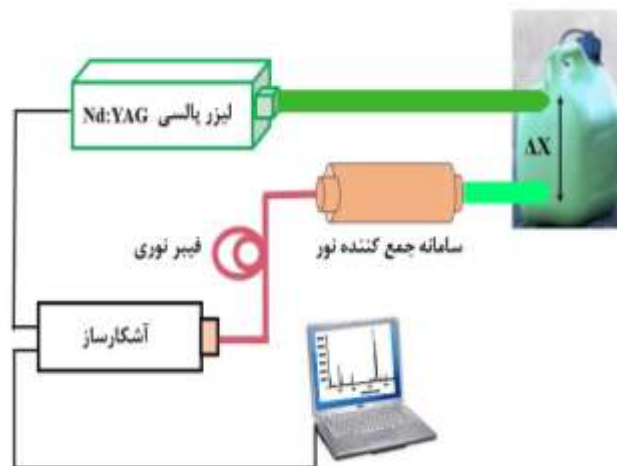 لیزر پالسی Nd:YAG
ΔX
سامانه جمع کننده نور
فیبر نوری
آشکارساز